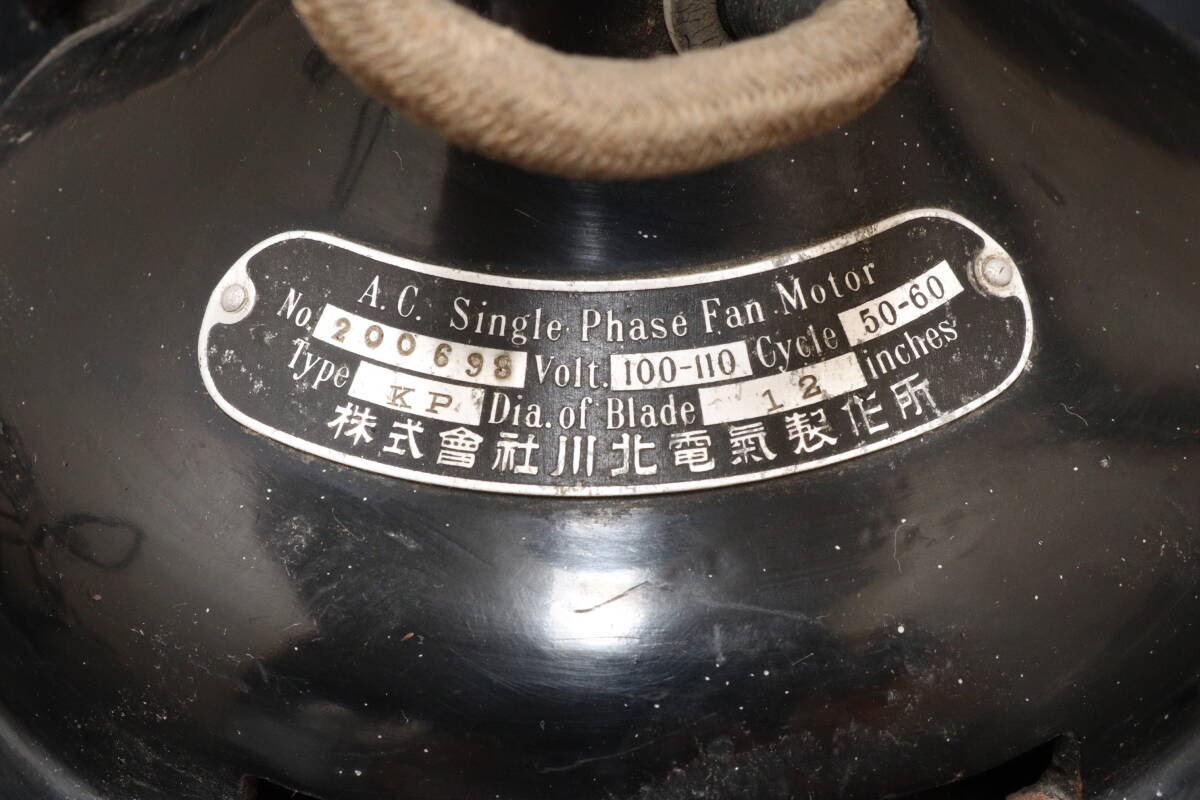 A.C. Single Phase Fan Motor
No. 200698 Volt. 100-110 Cycle 50-60
Type KP Dia. of Blade 12 inches
株式會社川北電氣製作所